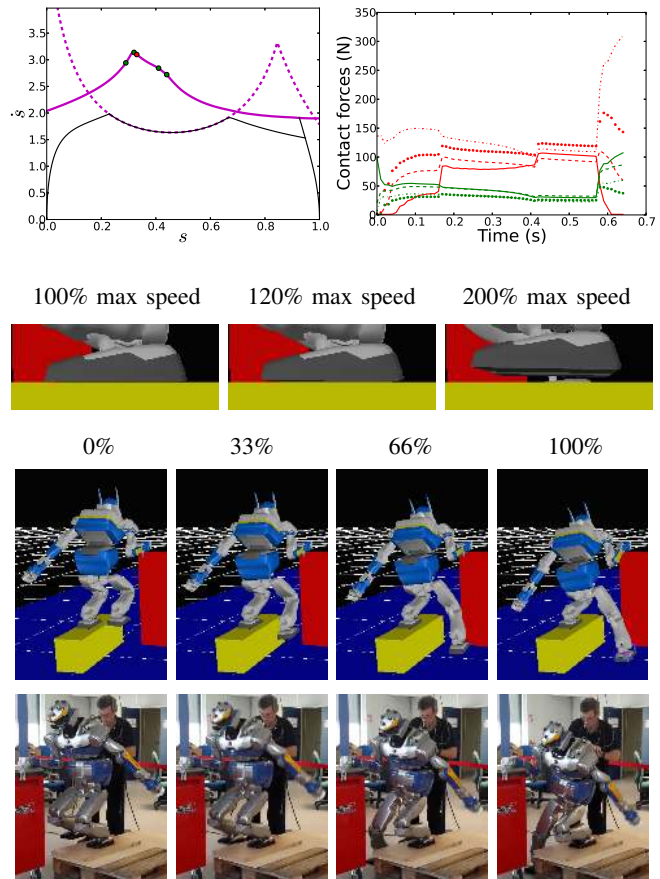 3.5
3.0
2.5
2.0
1.5
1.0
0.5
0.0
0.0 0.2 0.4 0.6 0.8 1.0
ṡ
s
350
300
250
200
150
100
50
0
0.0 0.1 0.2 0.3 0.4 0.5 0.6 0.7
Contact forces (N)
Time (s)
100% max speed 120% max speed 200% max speed
0% 33% 66% 100%